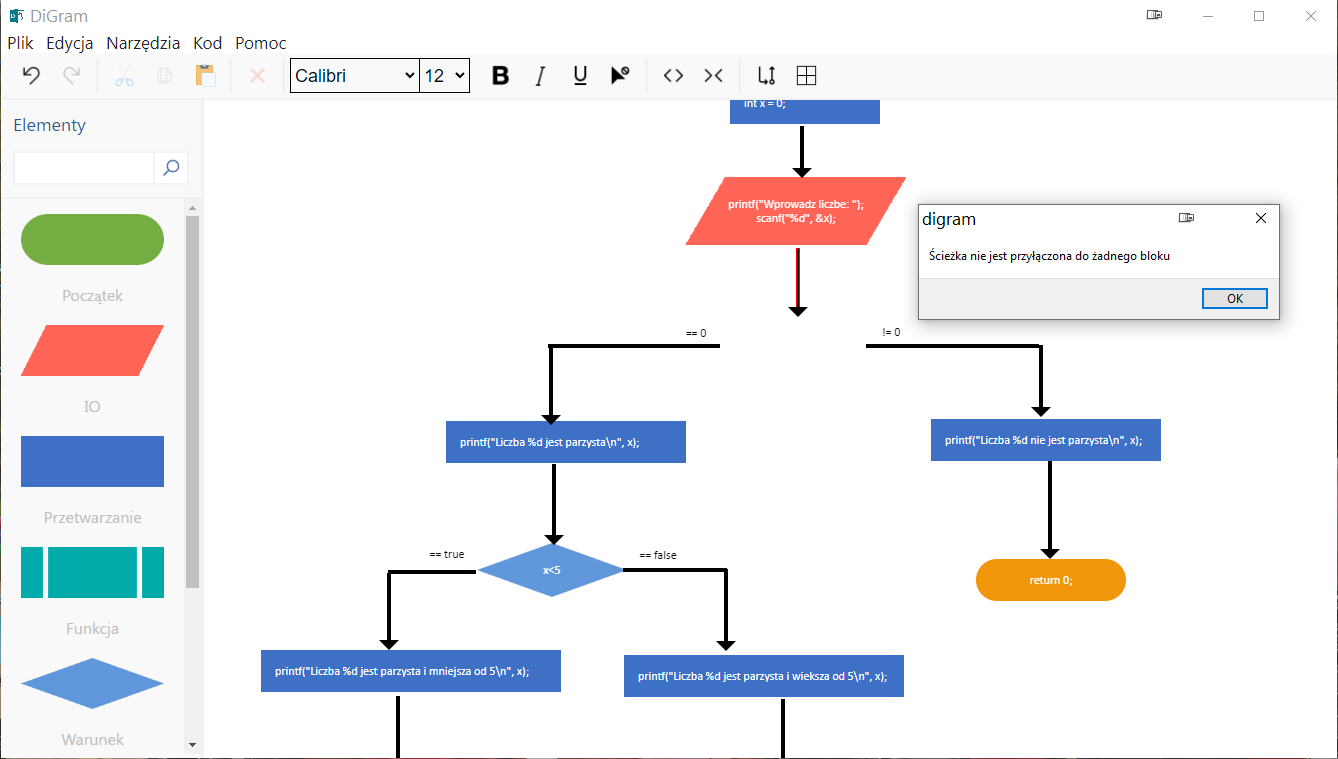 DiGram
Plik Edycja Narzędzia Kod Pomoc
Calibri 12 B I U
Elementy
Początek
IO
Przetwarzanie
Funkcja
Warunek
int x = 0;
printf("Wprowadz liczbe: ");
scanf("%d", &x);
digram
Ścieżka nie jest przyłączona do żadnego bloku
OK
== 0
!= 0
printf("Liczba %d jest parzysta\n", x);
printf("Liczba %d nie jest parzysta\n", x);
== true
== false
x<5
return 0;
printf("Liczba %d jest parzysta i mniejsza od 5\n", x);
printf("Liczba %d jest parzysta i wieksza od 5\n", x);